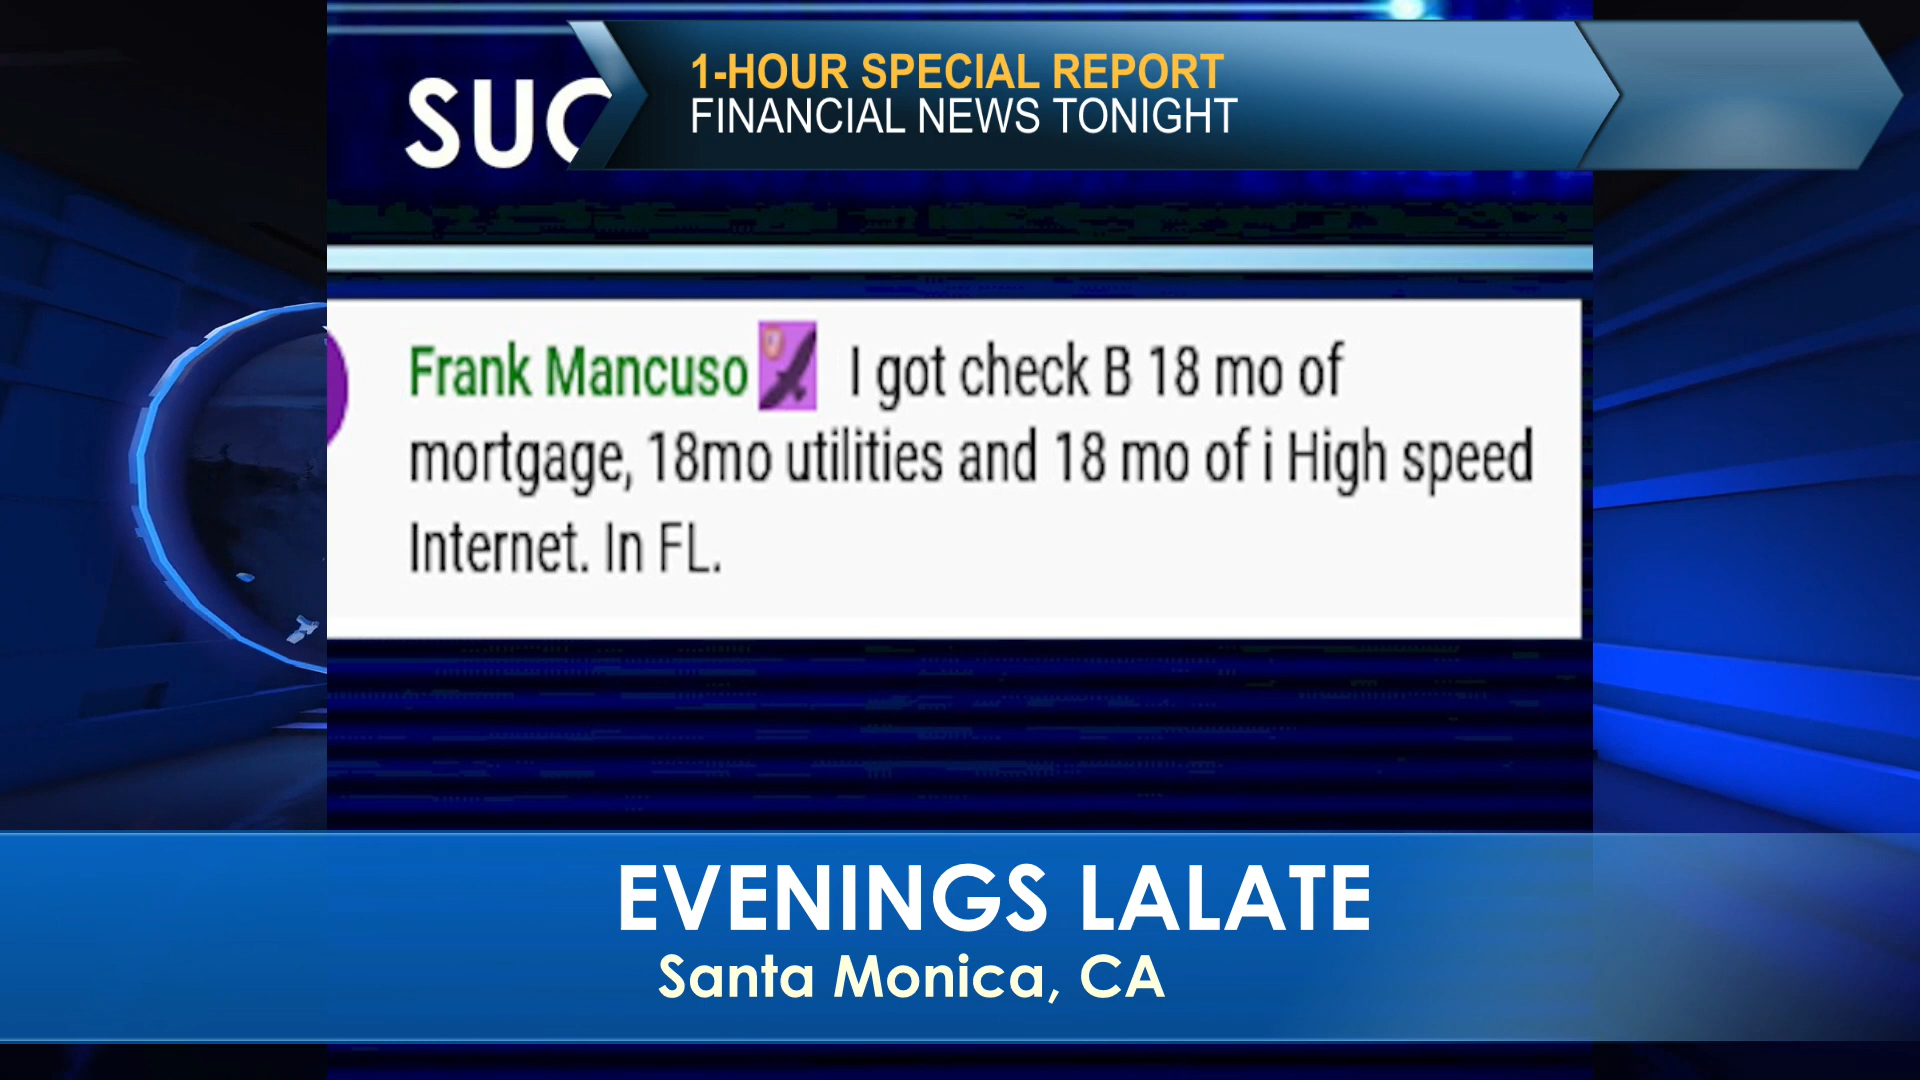 1-HOUR SPECIAL REPORT
FINANCIAL NEWS TONIGHT
SUC
Frank Mancuso I got check B 18 mo of
mortgage, 18mo utilities and 18 mo of i High speed
Internet. In FL.
EVENINGS LALATE
Santa Monica, CA